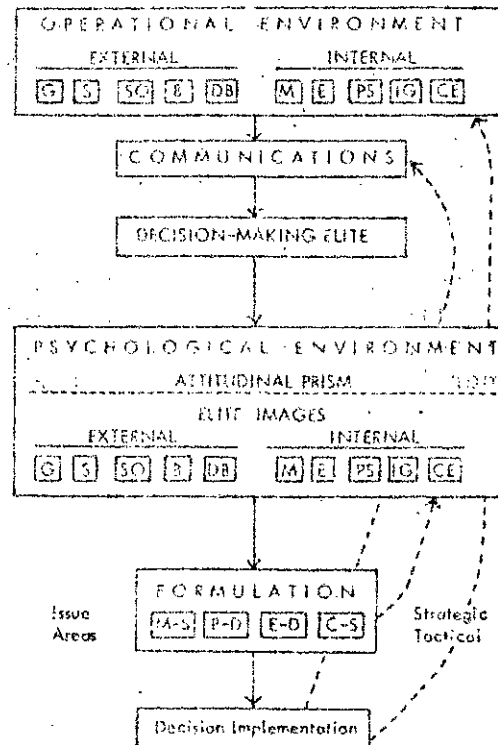 OPERATIONAL ENVIRONMENT
EXTERNAL INTERNAL
G S SO B DB M E PS IG CE
COMMUNICATIONS
DECISION-MAKING ELITE
PSYCHOLOGICAL ENVIRONMENT
ATTITUDINAL PRISM
ELITE IMAGES
EXTERNAL INTERNAL
G S SO B DB M E PS IG CE
FORMULATION
M-S P-D E-D C-S
Issue
Areas
Strategic
Tactical
Decision Implementation